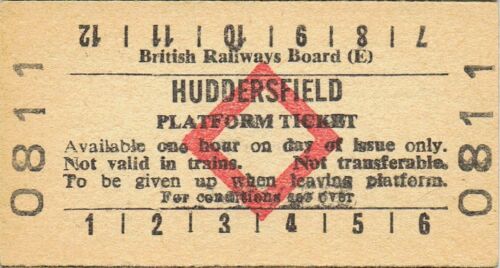 12 | 11 | 10 | 9 | 8 | 7
British Railways Board (E)
HUDDERSFIELD
PLATFORM TICKET
Available one hour on day of issue only.
Not valid in trains. Not transferable.
To be given up when leaving platform.
For conditions see over
1 | 2 | 3 | 4 | 5 | 6
0811
0811